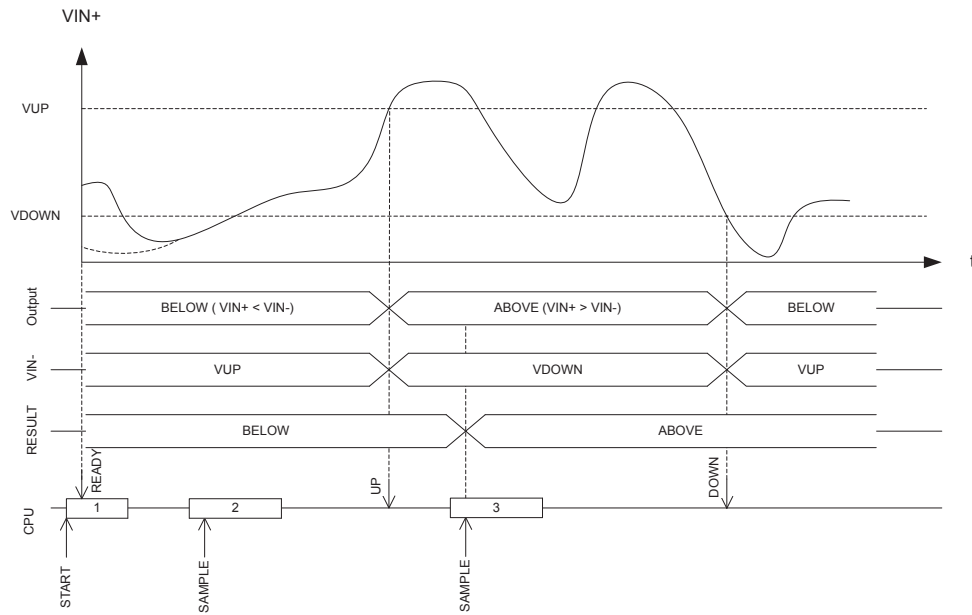 VIN+
VUP
VDOWN
t
Output
BELOW ( VIN+ < VIN-)
ABOVE (VIN+ > VIN-)
BELOW
VIN-
VUP
VDOWN
VUP
RESULT
BELOW
ABOVE
READY
UP
DOWN
CPU
1
2
3
START
SAMPLE
SAMPLE